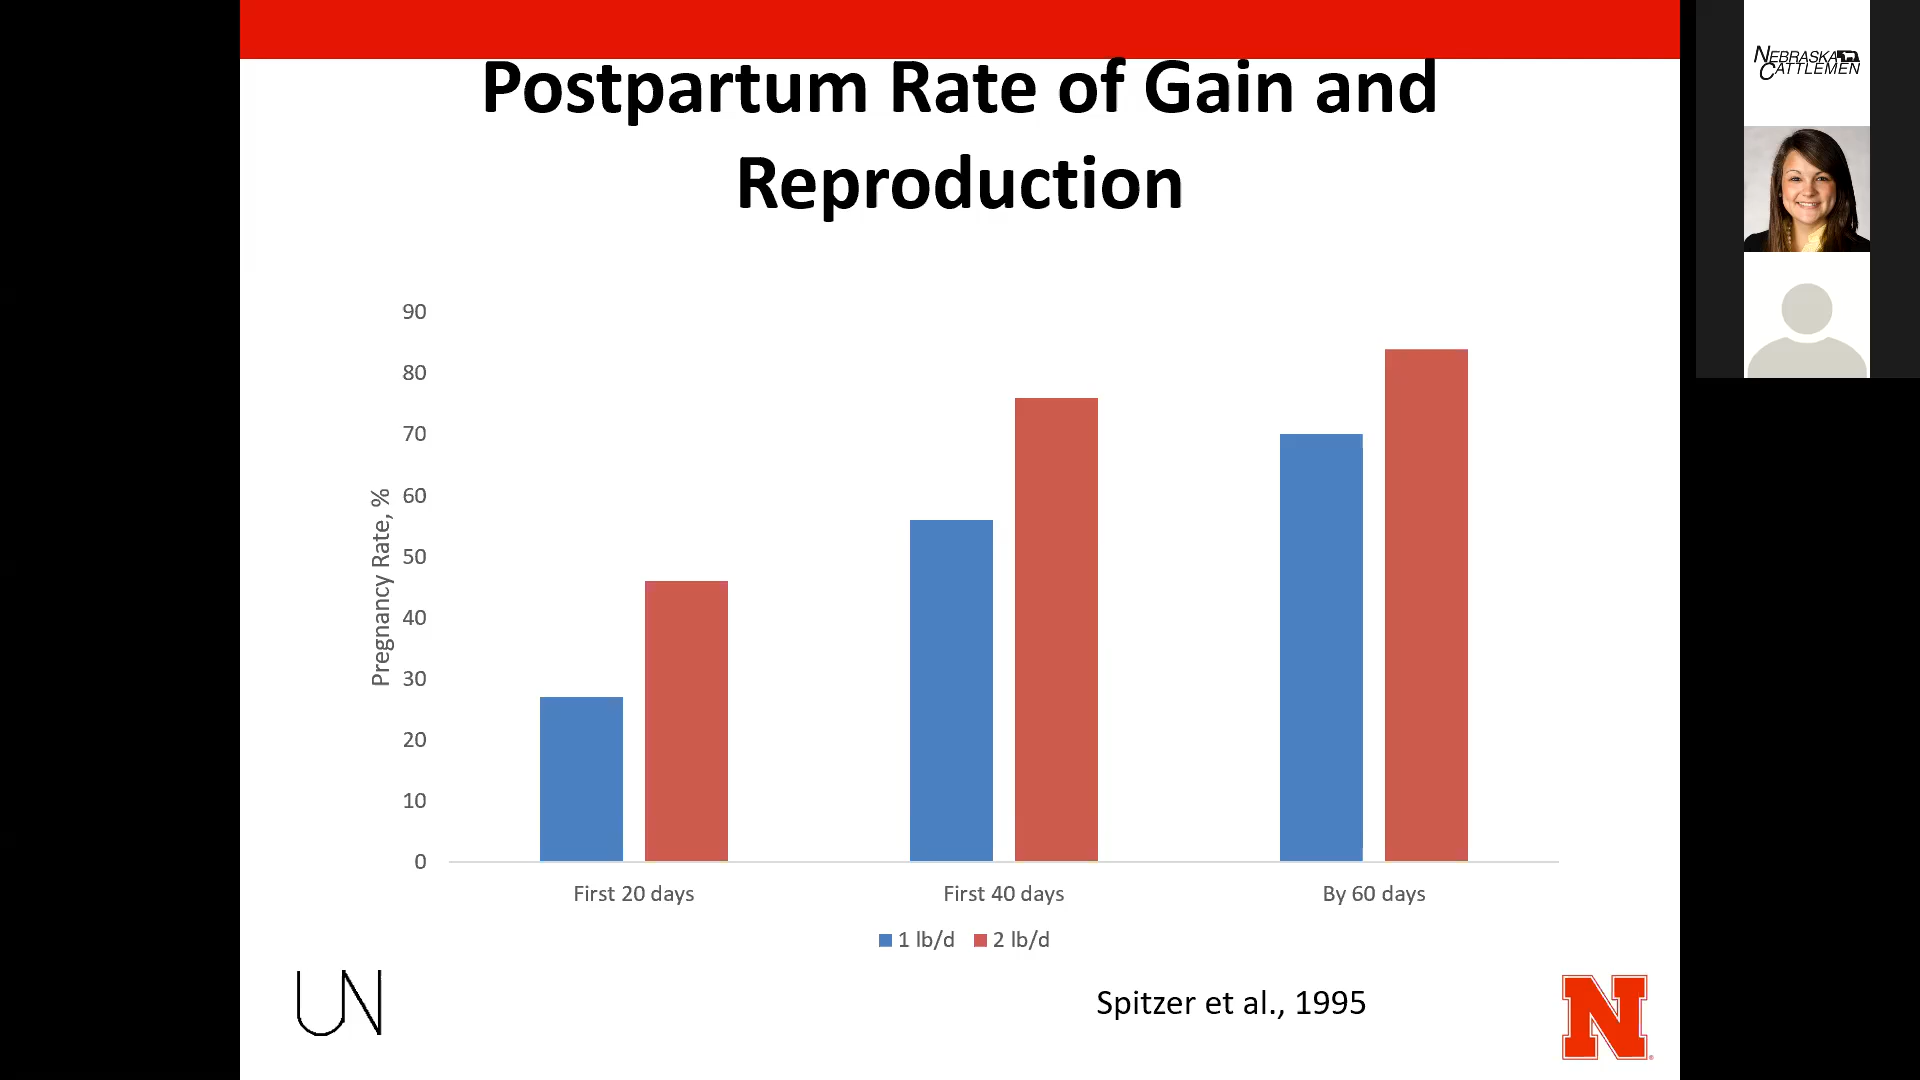 Postpartum Rate of Gain and
Reproduction
90
80
70
60
50
40
30
20
10
0
Pregnancy Rate, %
First 20 days
First 40 days
By 60 days
1 lb/d
2 lb/d
Spitzer et al., 1995
UN
N
NEBRASKA
CATTLEMEN